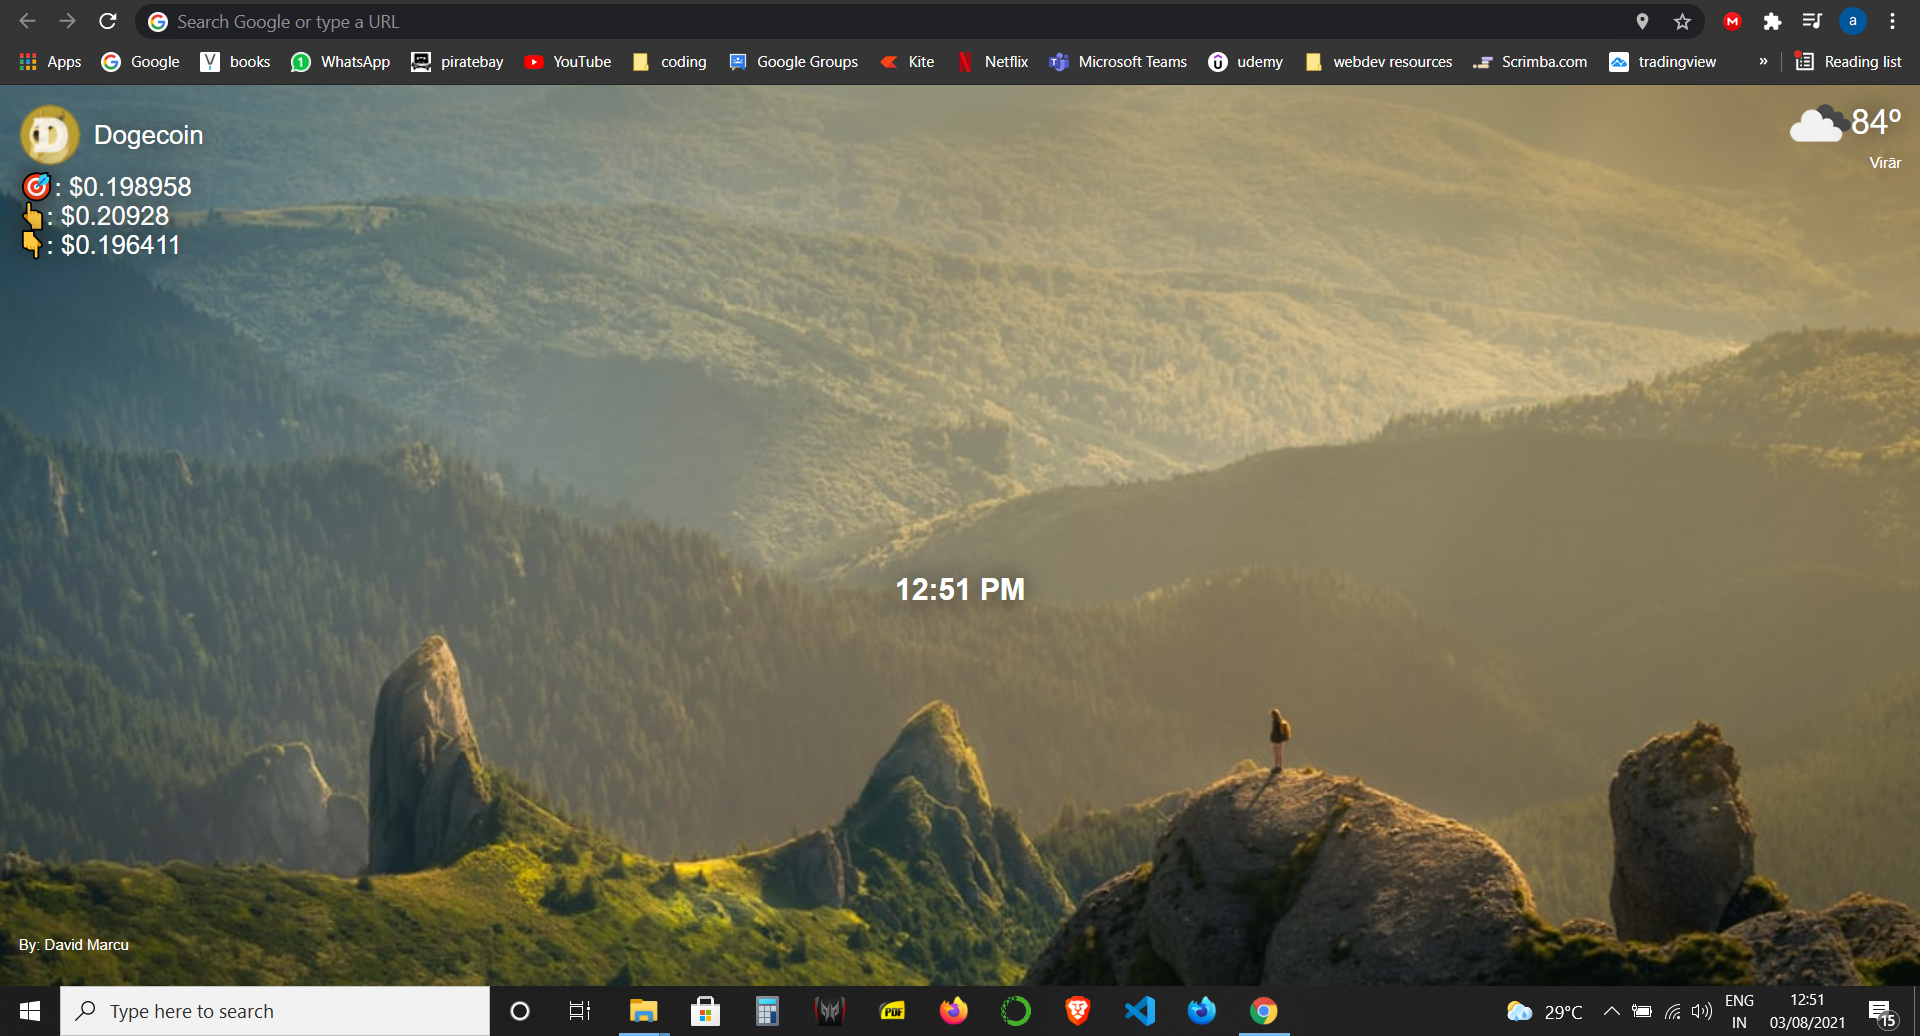 Search Google or type a URL
a
Apps Google books WhatsApp piratebay YouTube coding Google Groups Kite Netflix Microsoft Teams udemy webdev resources Scrimba.com tradingview » Reading list
Dogecoin
84º
Virār
🎯: $0.198958
👆: $0.20928
👇: $0.196411
12:51 PM
By: David Marcu
Type here to search
PDF
29°C
ENG
IN
12:51
03/08/2021
15